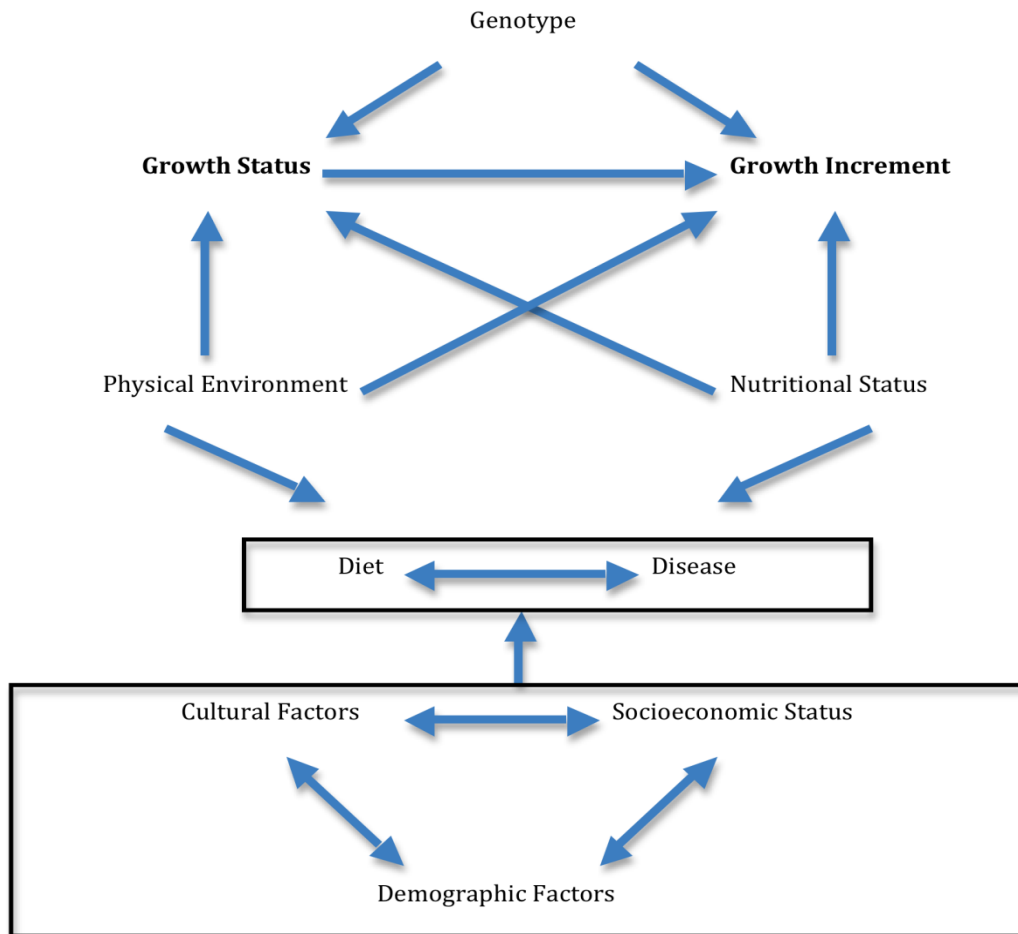 Genotype
Growth Status
Growth Increment
Physical Environment
Nutritional Status
Diet
Disease
Cultural Factors
Socioeconomic Status
Demographic Factors